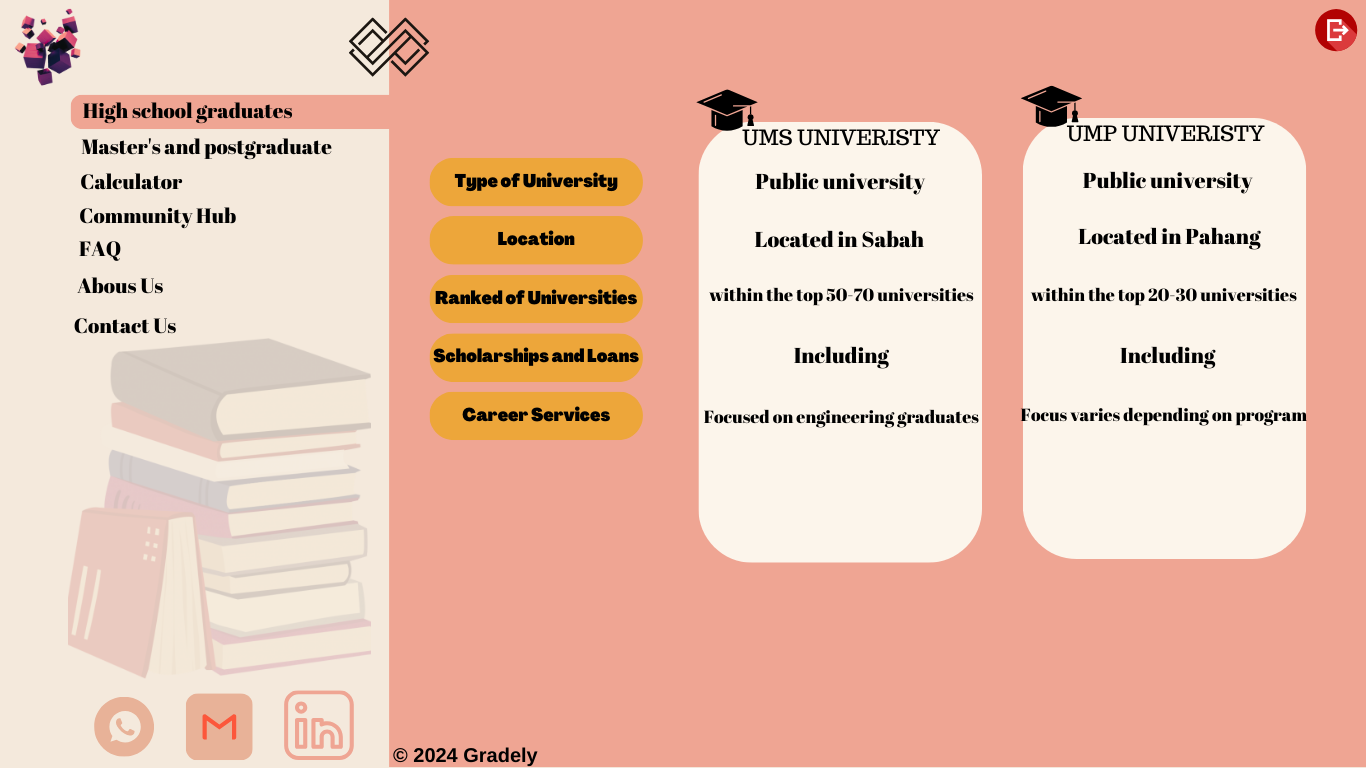 High school graduates
Master's and postgraduate
Calculator
Community Hub
FAQ
Abous Us
Contact Us
Type of University
Location
Ranked of Universities
Scholarships and Loans
Career Services
UMS UNIVERISTY
Public university
Located in Sabah
within the top 50-70 universities
Including
Focused on engineering graduates
UMP UNIVERISTY
Public university
Located in Pahang
within the top 20-30 universities
Including
Focus varies depending on program
in
© 2024 Gradely